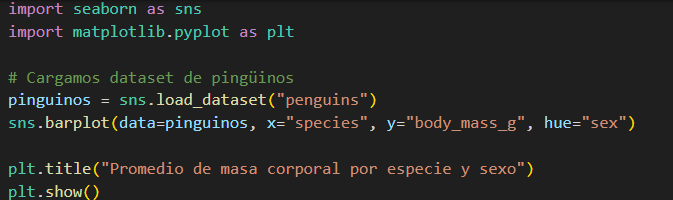 import seaborn as sns
import matplotlib.pyplot as plt

# Cargamos dataset de pingüinos
pinguinos = sns.load_dataset("penguins")
sns.barplot(data=pinguinos, x="species", y="body_mass_g", hue="sex")

plt.title("Promedio de masa corporal por especie y sexo")
plt.show()